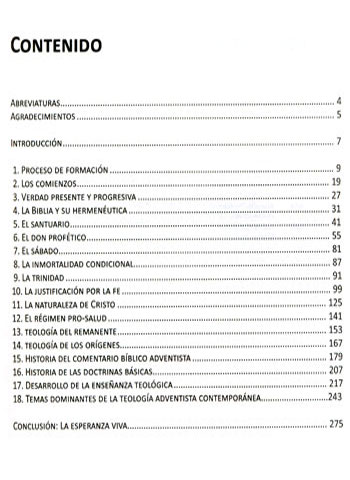 CONTENIDO
ABREVIATURAS........................................................ 4
AGRADECIMIENTOS........................................................ 5
INTRODUCCIÓN........................................................ 7
1. PROCESO DE FORMACIÓN........................................................ 9
2. LOS COMIENZOS........................................................ 19
3. VERDAD PRESENTE Y PROGRESIVA........................................................ 27
4. LA BIBLIA Y SU HERMENÉUTICA........................................................ 31
5. EL SANTUARIO........................................................ 41
6. EL DON PROFÉTICO........................................................ 55
7. EL SÁBADO........................................................ 81
8. LA INMORTALIDAD CONDICIONAL........................................................ 87
9. LA TRINIDAD........................................................ 91
10. LA JUSTIFICACIÓN POR LA FE........................................................ 99
11. LA NATURALEZA DE CRISTO........................................................ 125
12. EL RÉGIMEN PRO-SALUD........................................................ 141
13. TEOLOGÍA DEL REMANENTE........................................................ 153
14. TEOLOGÍA DE LOS ORÍGENES........................................................ 167
15. HISTORIA DEL COMENTARIO BÍBLICO ADVENTISTA........................................ 179
16. HISTORIA DE LAS DOCTRINAS BÁSICAS........................................ 207
17. DESARROLLO DE LA ENSEÑANZA TEOLÓGICA........................................ 217
18. TEMAS DOMINANTES DE LA TEOLOGÍA ADVENTISTA CONTEMPORÁNEA.................... 243
CONCLUSIÓN: LA ESPERANZA VIVA........................................................ 275